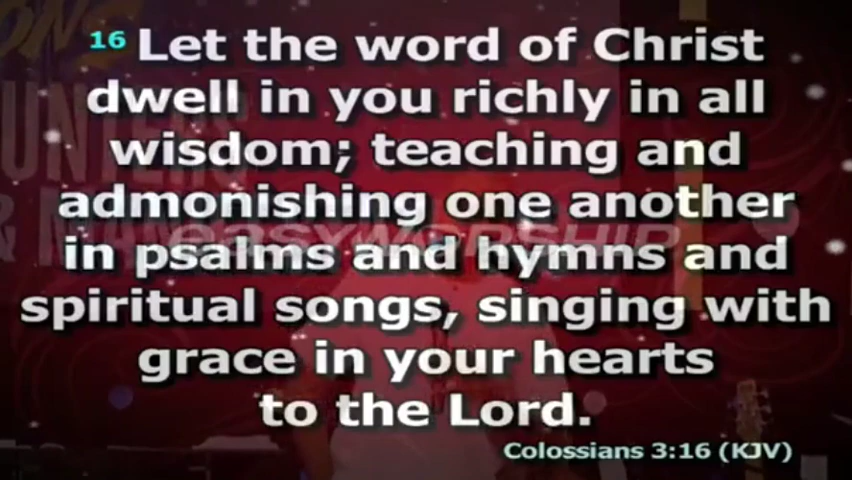 16 Let the word of Christ
dwell in you richly in all
wisdom; teaching and
admonishing one another
in psalms and hymns and
easyworship
spiritual songs, singing with
grace in your hearts
to the Lord.
Colossians 3:16 (KJV)